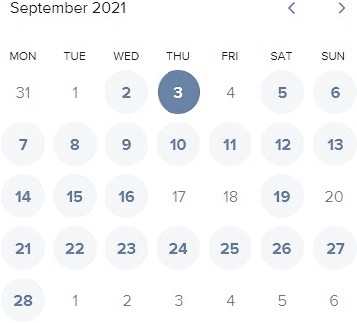 September 2021 < >
MON TUE WED THU FRI SAT SUN
31 1 2 3 4 5 6
7 8 9 10 11 12 13
14 15 16 17 18 19 20
21 22 23 24 25 26 27
28 1 2 3 4 5 6